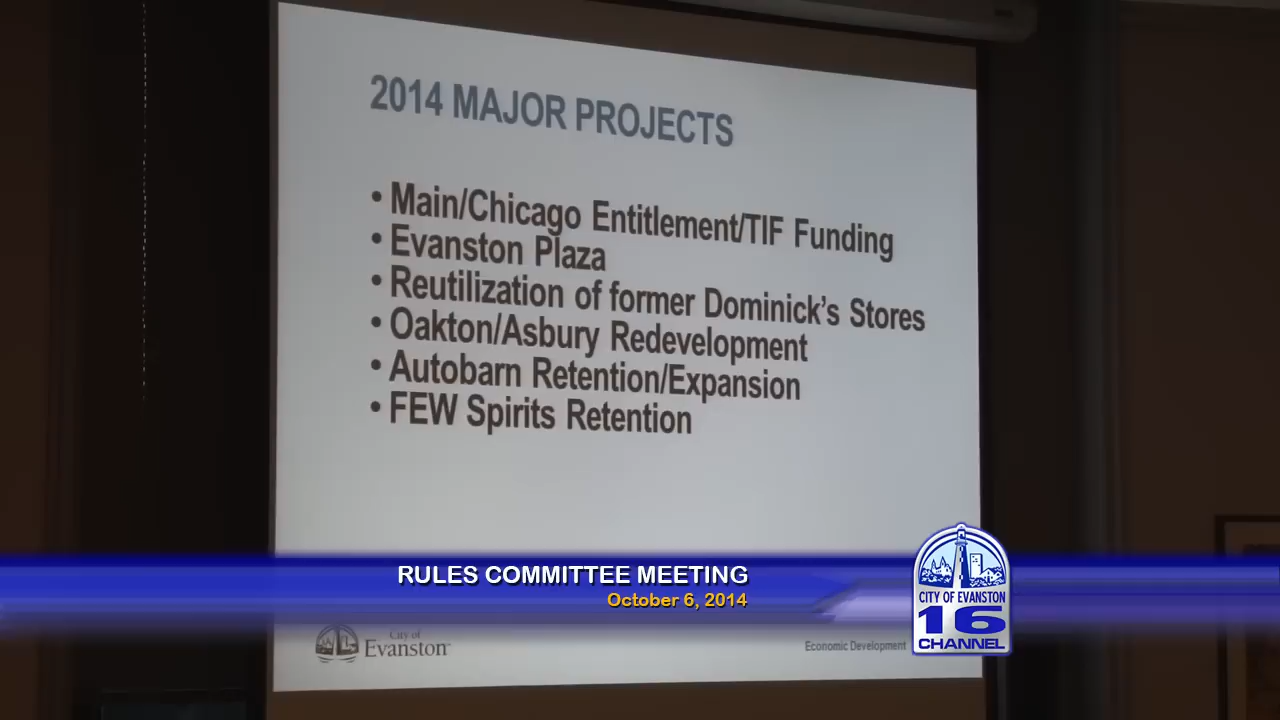 2014 MAJOR PROJECTS
• Main/Chicago Entitlement/TIF Funding
• Evanston Plaza
• Reutilization of former Dominick's Stores
• Oakton/Asbury Redevelopment
• Autobarn Retention/Expansion
• FEW Spirits Retention
RULES COMMITTEE MEETING
October 6, 2014
CITY OF EVANSTON
16
CHANNEL
City of
Evanston™
Economic Development